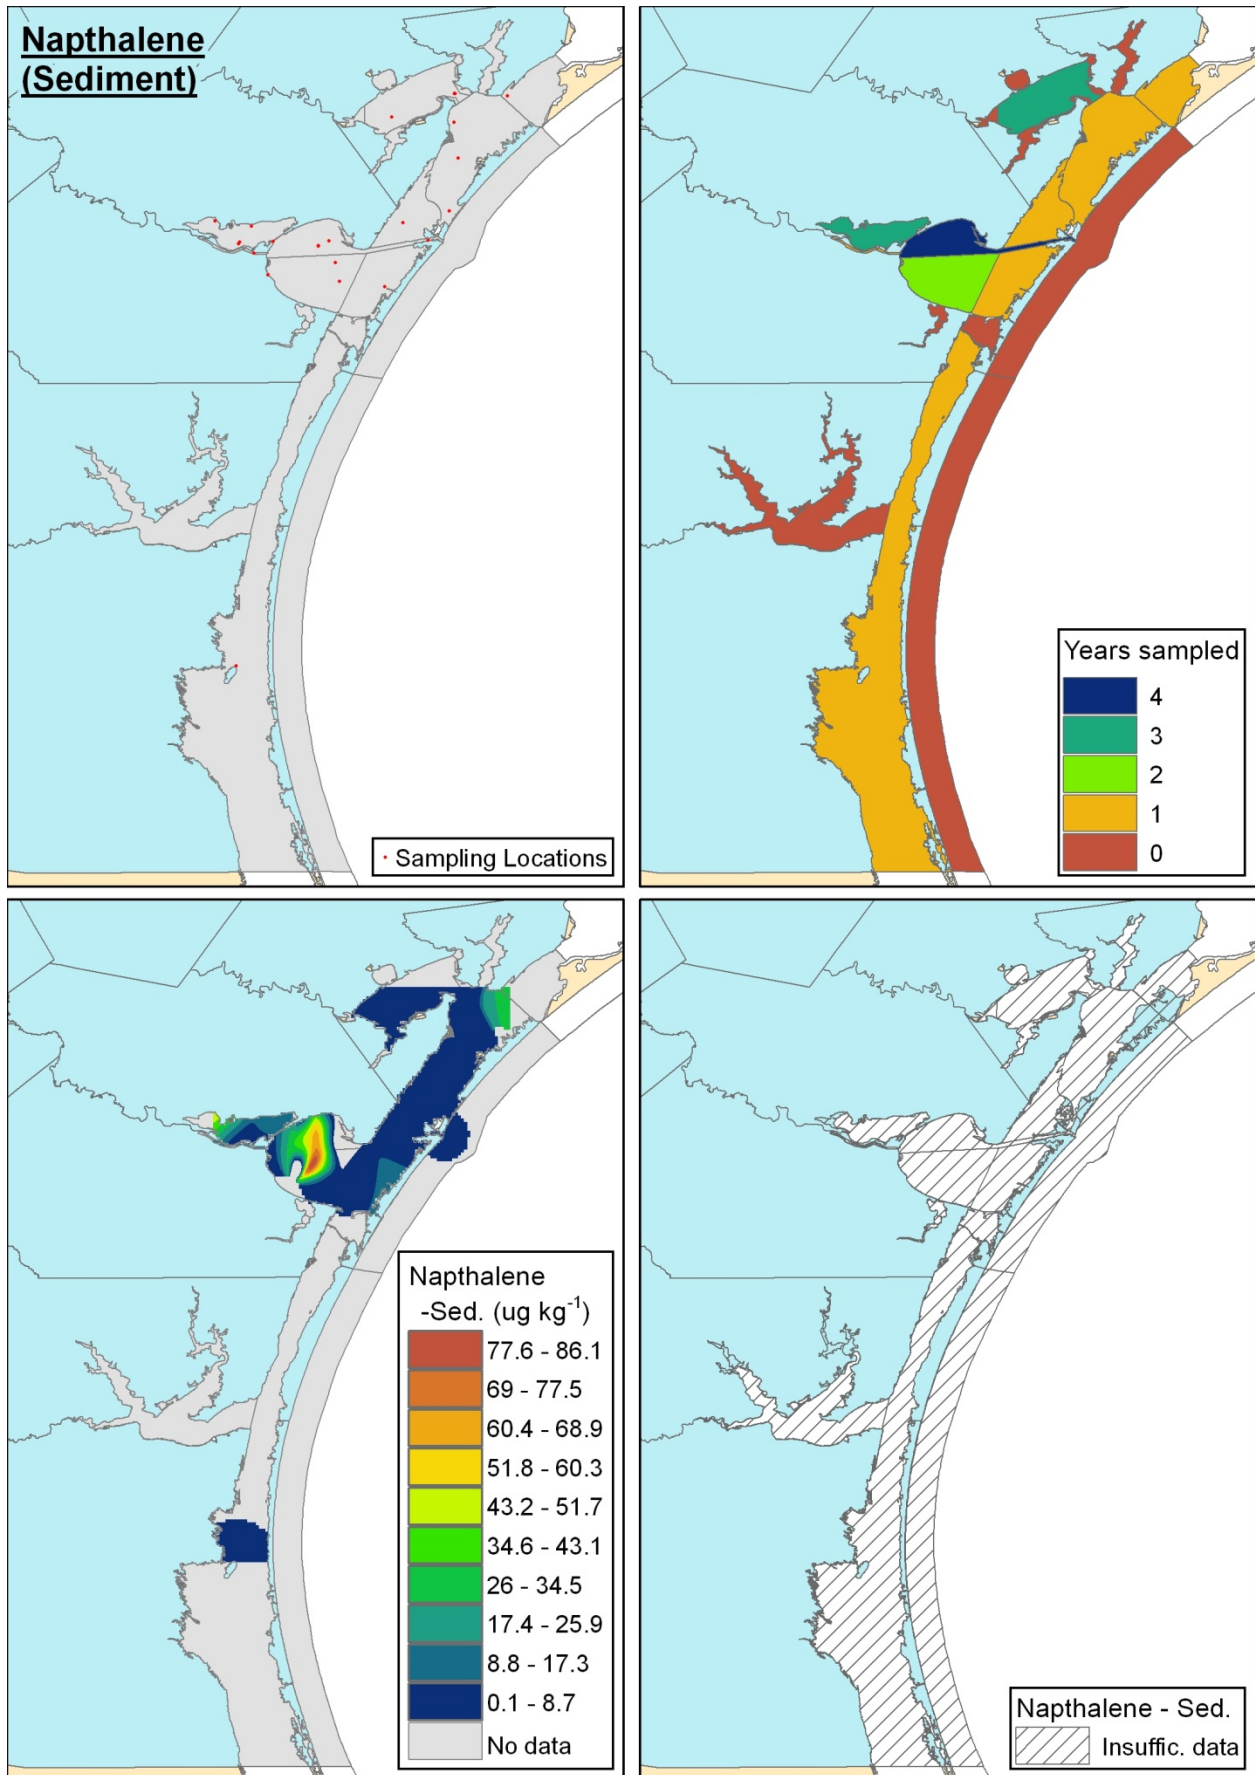 Napthalene
(Sediment)
Sampling Locations
Years sampled
4
3
2
1
0
Napthalene
-Sed. (ug kg⁻¹)
77.6 - 86.1
69 - 77.5
60.4 - 68.9
51.8 - 60.3
43.2 - 51.7
34.6 - 43.1
26 - 34.5
17.4 - 25.9
8.8 - 17.3
0.1 - 8.7
No data
Napthalene - Sed.
Insuffic. data